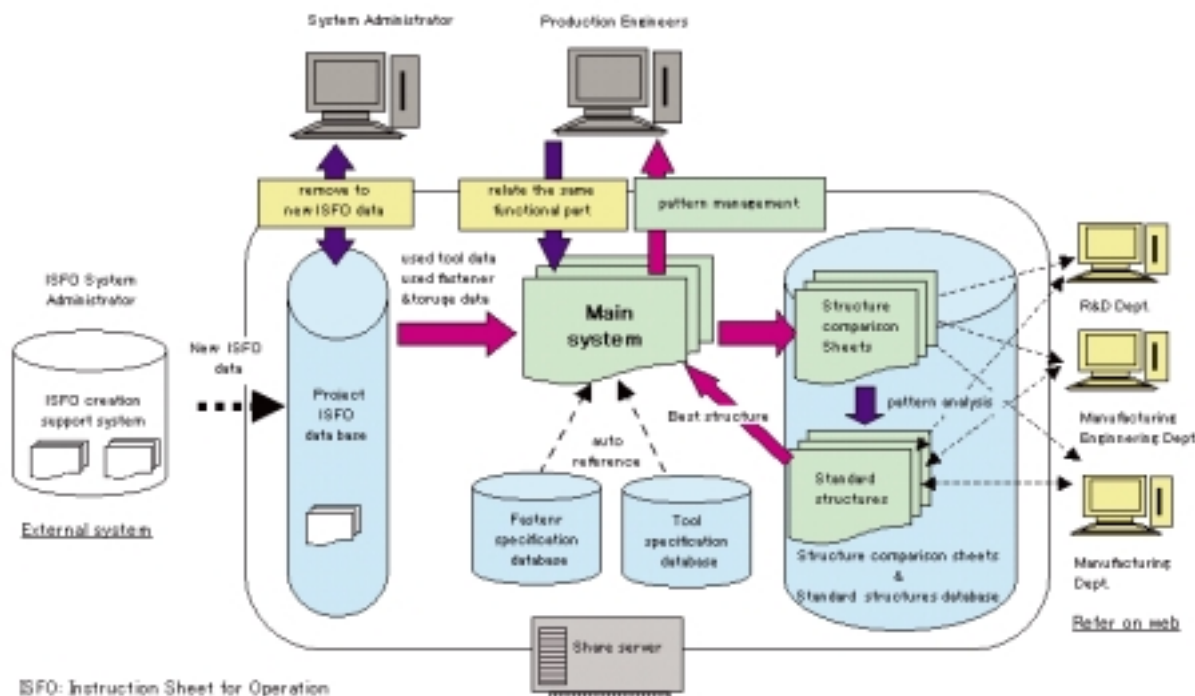 System Administrator
Production Engineers
remove to
new ISFO data
relate the same
functional part
pattern management
ISFO System
Administrator
New ISFO
data
ISFO creation
support system
External system
Project
ISFO
data base
used tool data
used fastener
&toruqe data
Main
system
auto
reference
Fastenr
specification
database
Tool
specification
database
Structure
comparison
Sheets
pattern analysis
Best structure
Standard
structures
Structure comparison sheets
&
Standard structures database
R&D Dept.
Manufacturing
Enginnering Dept
Manufacturing
Dept.
Refer on web
Share server
ISFO: Instruction Sheet for Operation